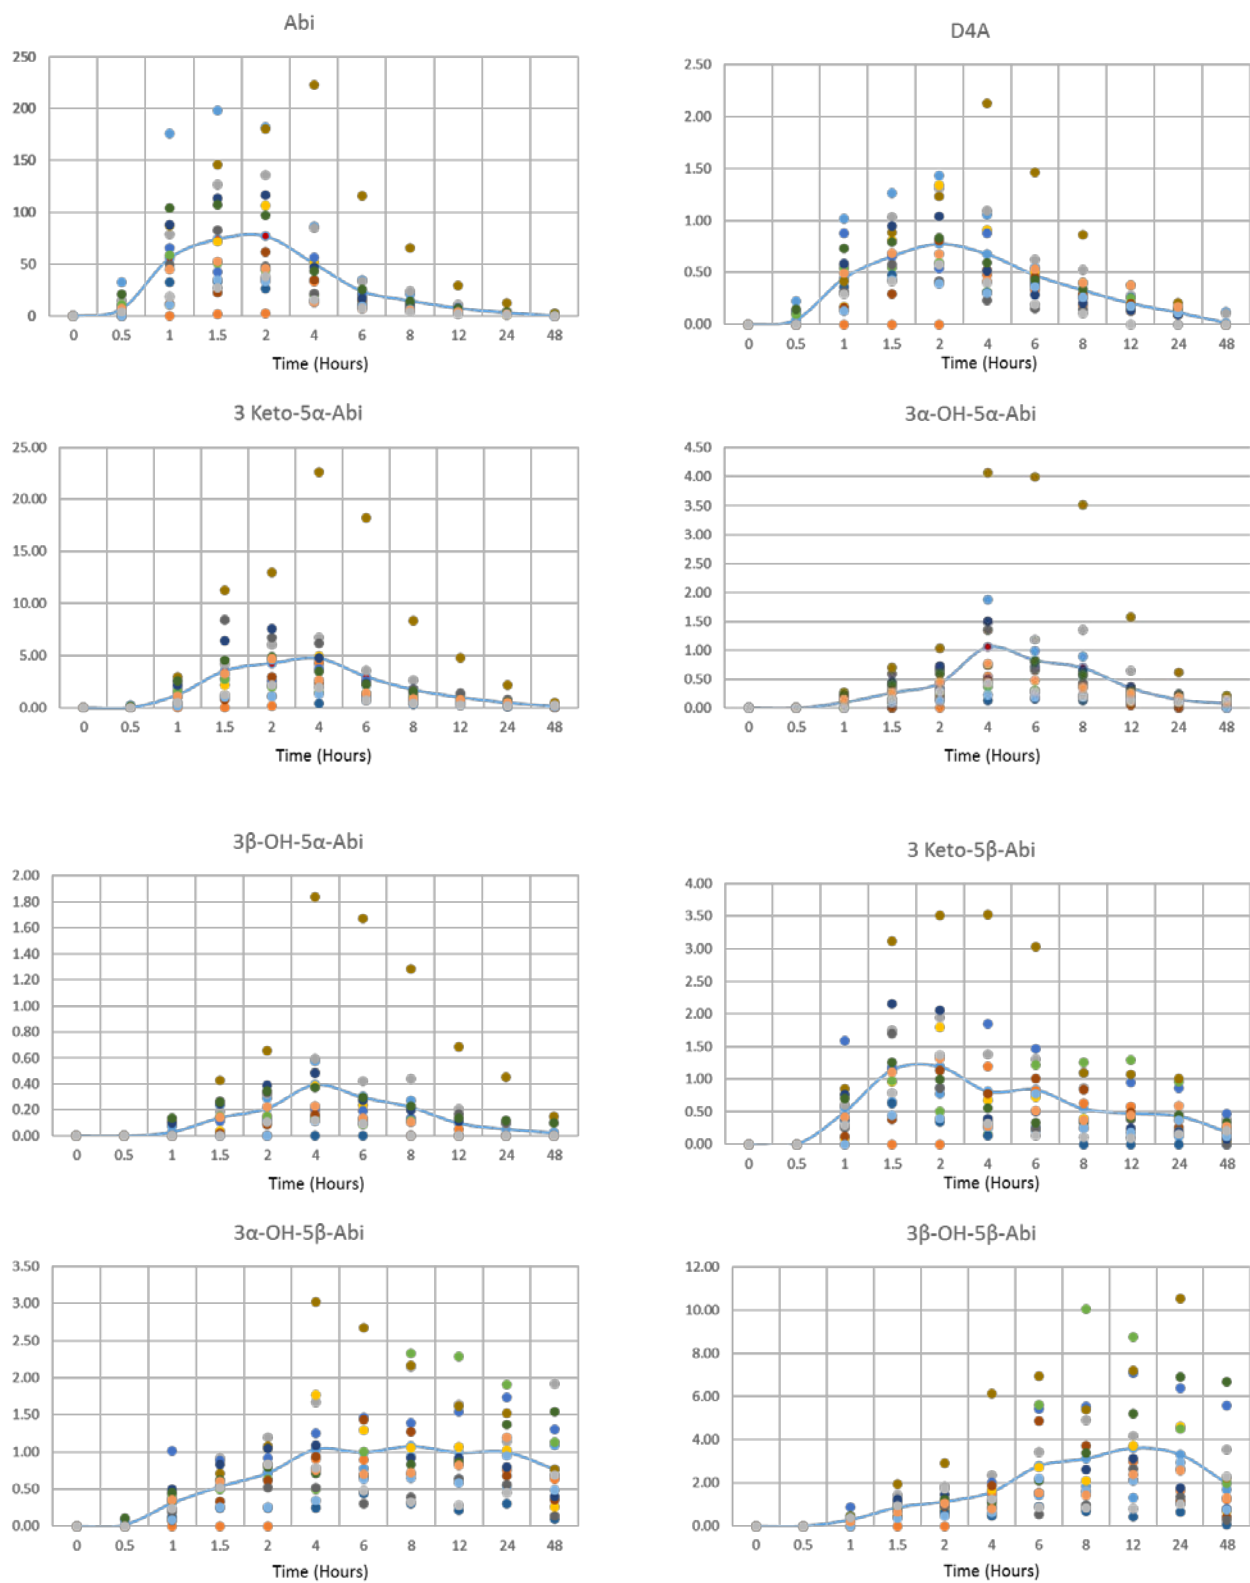 Abi
250
200
150
100
50
0
0 0.5 1 1.5 2 4 6 8 12 24 48
Time (Hours)
D4A
2.50
2.00
1.50
1.00
0.50
0.00
0 0.5 1 1.5 2 4 6 8 12 24 48
Time (Hours)
3 Keto-5α-Abi
25.00
20.00
15.00
10.00
5.00
0.00
0 0.5 1 1.5 2 4 6 8 12 24 48
Time (Hours)
3α-OH-5α-Abi
4.50
4.00
3.50
3.00
2.50
2.00
1.50
1.00
0.50
0.00
0 0.5 1 1.5 2 4 6 8 12 24 48
Time (Hours)
3β-OH-5α-Abi
2.00
1.80
1.60
1.40
1.20
1.00
0.80
0.60
0.40
0.20
0.00
0 0.5 1 1.5 2 4 6 8 12 24 48
Time (Hours)
3 Keto-5β-Abi
4.00
3.50
3.00
2.50
2.00
1.50
1.00
0.50
0.00
0 0.5 1 1.5 2 4 6 8 12 24 48
Time (Hours)
3α-OH-5β-Abi
3.50
3.00
2.50
2.00
1.50
1.00
0.50
0.00
0 0.5 1 1.5 2 4 6 8 12 24 48
Time (Hours)
3β-OH-5β-Abi
12.00
10.00
8.00
6.00
4.00
2.00
0.00
0 0.5 1 1.5 2 4 6 8 12 24 48
Time (Hours)